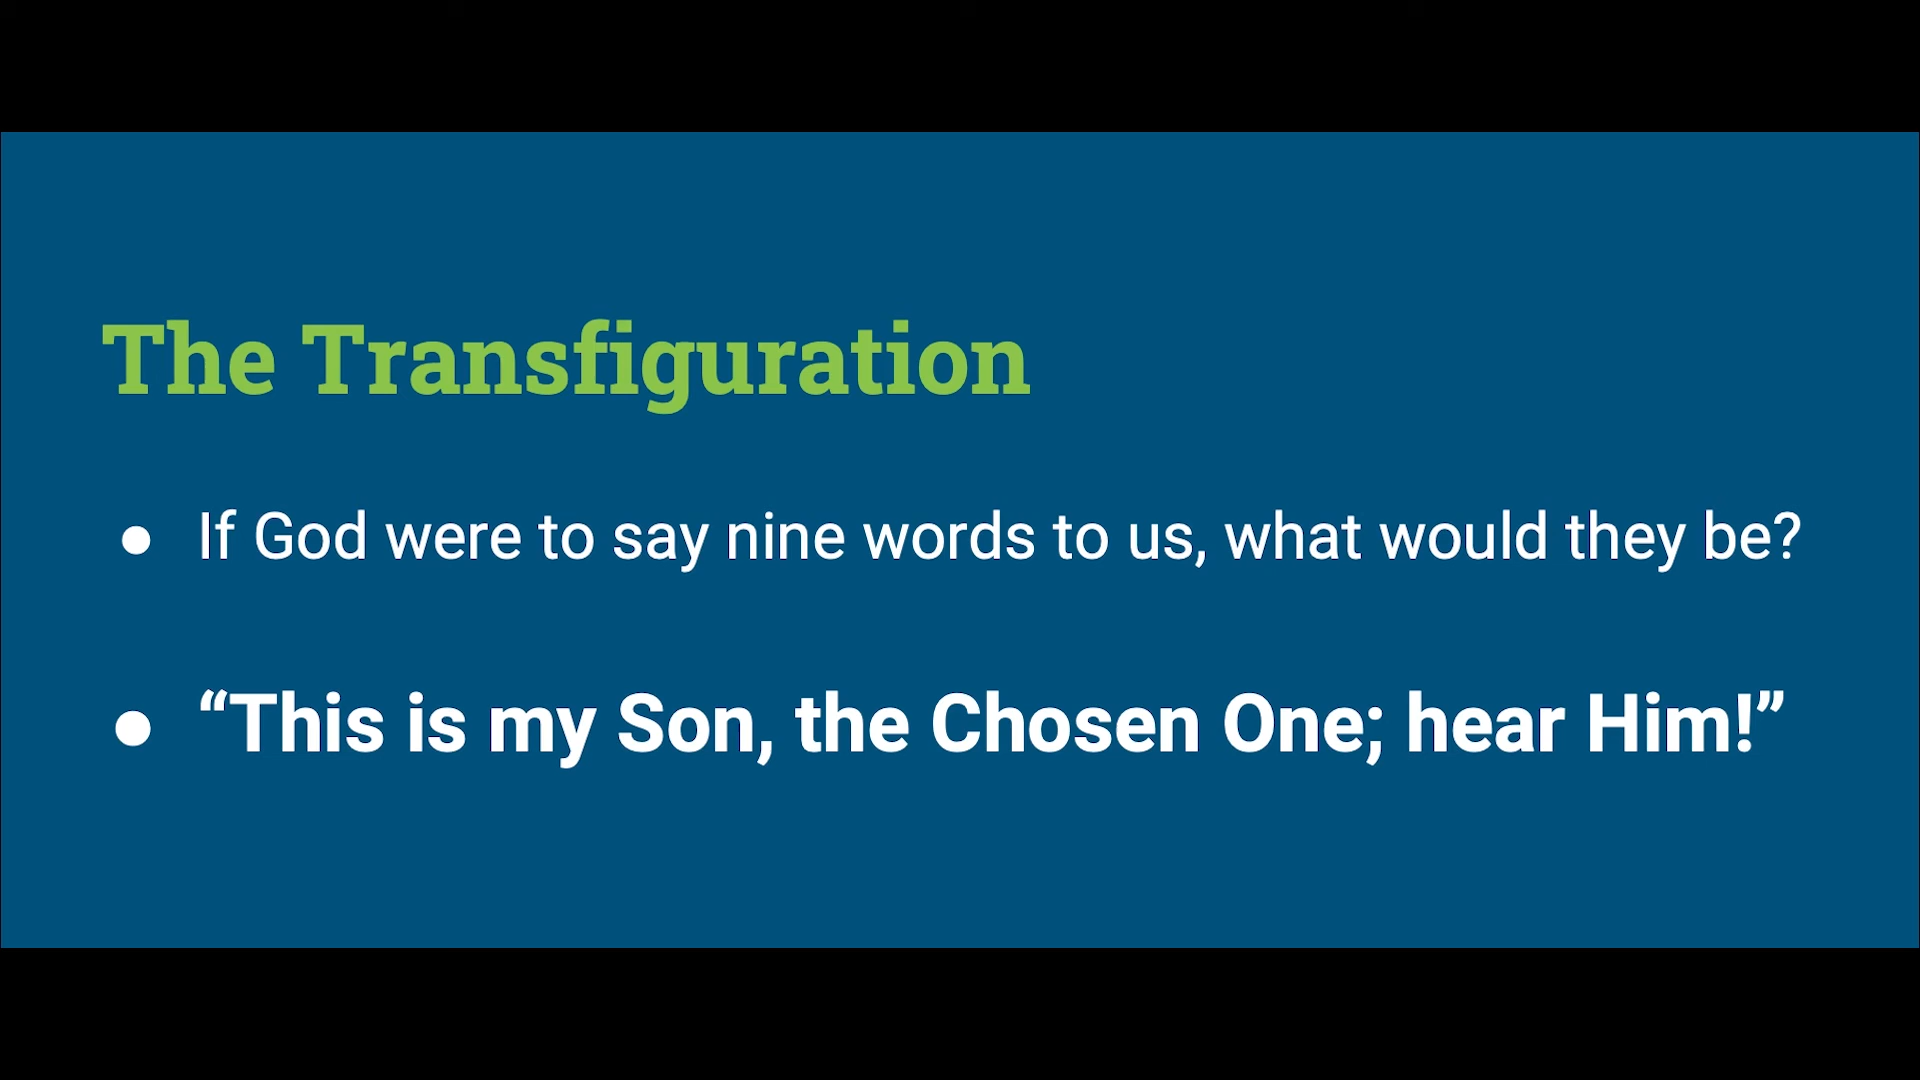 The Transfiguration
● If God were to say nine words to us, what would they be?
● “This is my Son, the Chosen One; hear Him!”